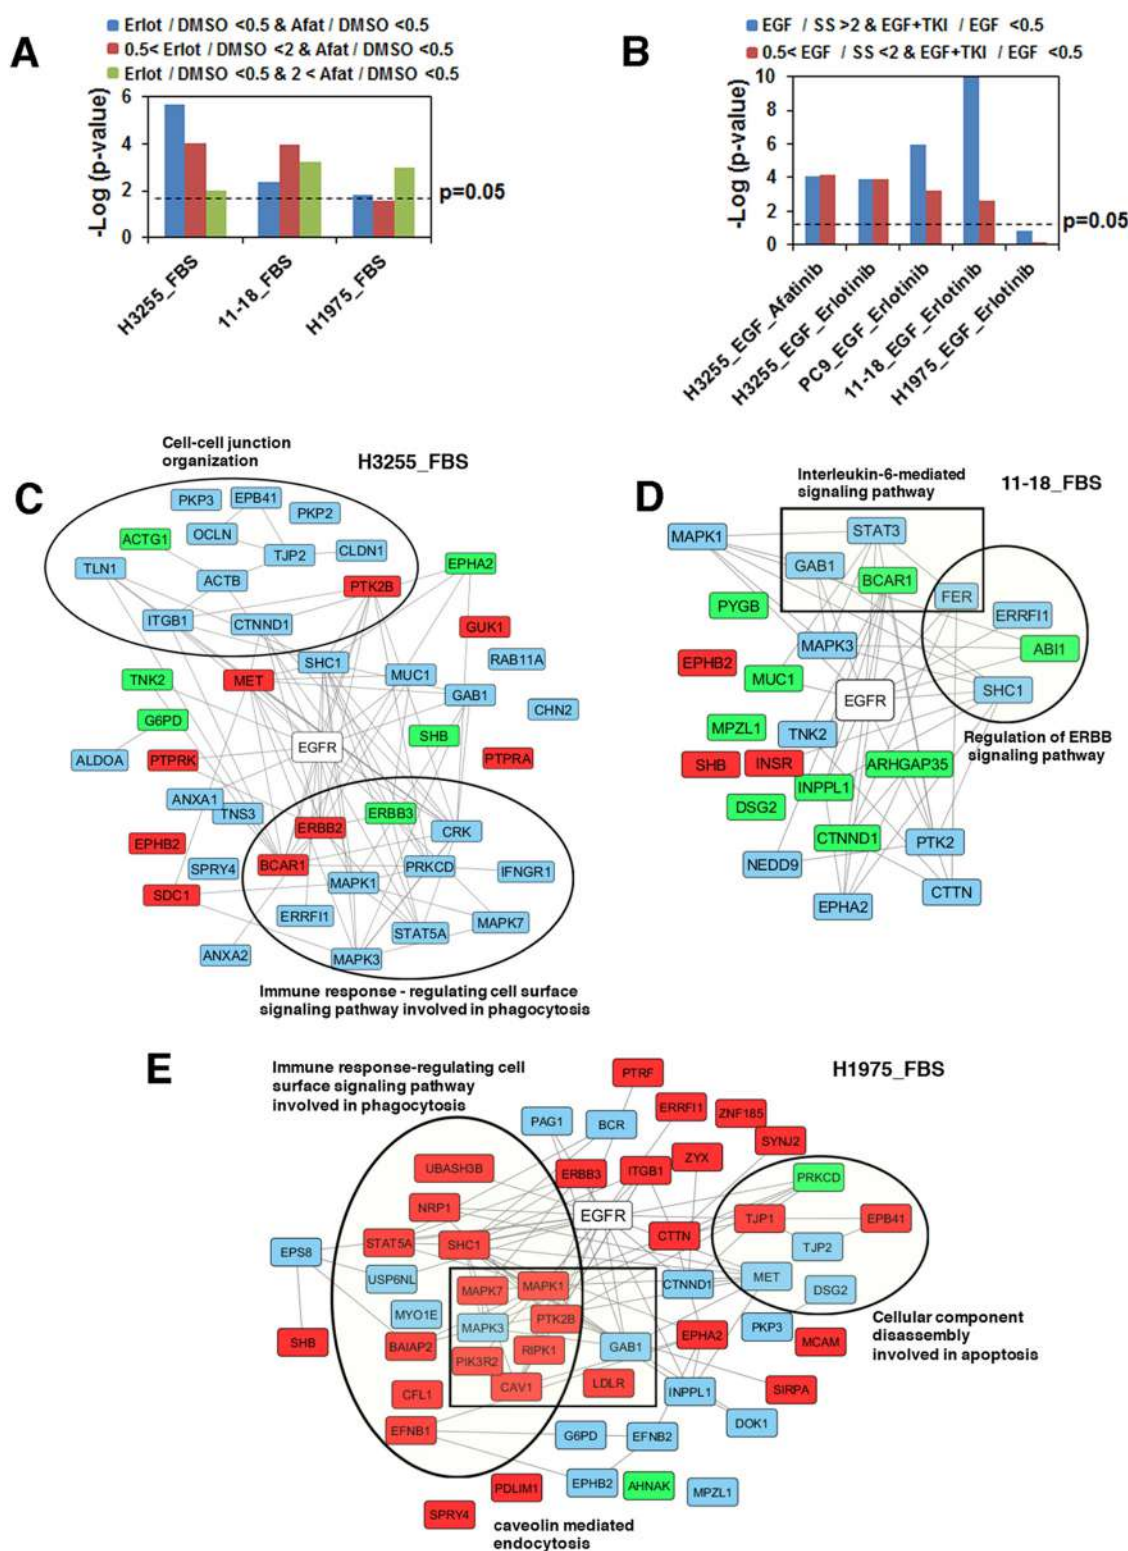 A
Erlot / DMSO <0.5 & Afat / DMSO <0.5
0.5< Erlot / DMSO <2 & Afat / DMSO <0.5
Erlot / DMSO <0.5 & 2 < Afat / DMSO <0.5
-Log (p-value)
6
4
2
0
p=0.05
H3255_FBS
11-18_FBS
H1975_FBS
B
EGF / SS >2 & EGF+TKI / EGF <0.5
0.5< EGF / SS <2 & EGF+TKI / EGF <0.5
-Log (p-value)
10
8
6
4
2
0
p=0.05
H3255_EGF_Afatinib
H3255_EGF_Erlotinib
PC9_EGF_Erlotinib
11-18_EGF_Erlotinib
H1975_EGF_Erlotinib
C
Cell-cell junction
organization
H3255_FBS
PKP3
EPB41
PKP2
ACTG1
OCLN
TJP2
CLDN1
TLN1
ACTB
PTK2B
EPHA2
ITGB1
CTNND1
GUK1
SHC1
RAB11A
TNK2
MET
MUC1
GAB1
CHN2
G6PD
SHB
EGFR
ALDOA
PTPRK
PTPRA
ANXA1
TNS3
ERBB3
ERBB2
CRK
EPHB2
SPRY4
BCAR1
PRKCD
IFNGR1
MAPK1
SDC1
ERRFI1
MAPK7
STAT5A
ANXA2
MAPK3
Immune response - regulating cell surface
signaling pathway involved in phagocytosis
D
Interleukin-6-mediated
signaling pathway
11-18_FBS
MAPK1
STAT3
GAB1
BCAR1
FER
PYGB
ERRFI1
MAPK3
ABI1
EPHB2
MUC1
SHC1
EGFR
MPZL1
TNK2
Regulation of ERBB
signaling pathway
SHB
INSR
ARHGAP35
INPPL1
DSG2
CTNND1
PTK2
NEDD9
CTTN
EPHA2
E
Immune response-regulating cell
surface signaling pathway
involved in phagocytosis
H1975_FBS
PTRF
ERRFI1
ZNF185
PAG1
BCR
SYNJ2
ZYX
UBASH3B
ERBB3
ITGB1
PRKCD
NRP1
EGFR
TJP1
EPB41
STAT5A
SHC1
CTTN
TJP2
EPS8
USP6NL
MAPK7
MAPK1
CTNND1
MET
DSG2
MYO1E
MAPK3
PTK2B
PKP3
Cellular component
disassembly
involved in apoptosis
SHB
BAIAP2
PIK3R2
RIPK1
GAB1
EPHA2
MCAM
CFL1
CAV1
LDLR
INPPL1
SIRPA
EFNB1
G6PD
EFNB2
DOK1
PDLIM1
EPHB2
AHNAK
MPZL1
SPRY4
caveolin mediated
endocytosis